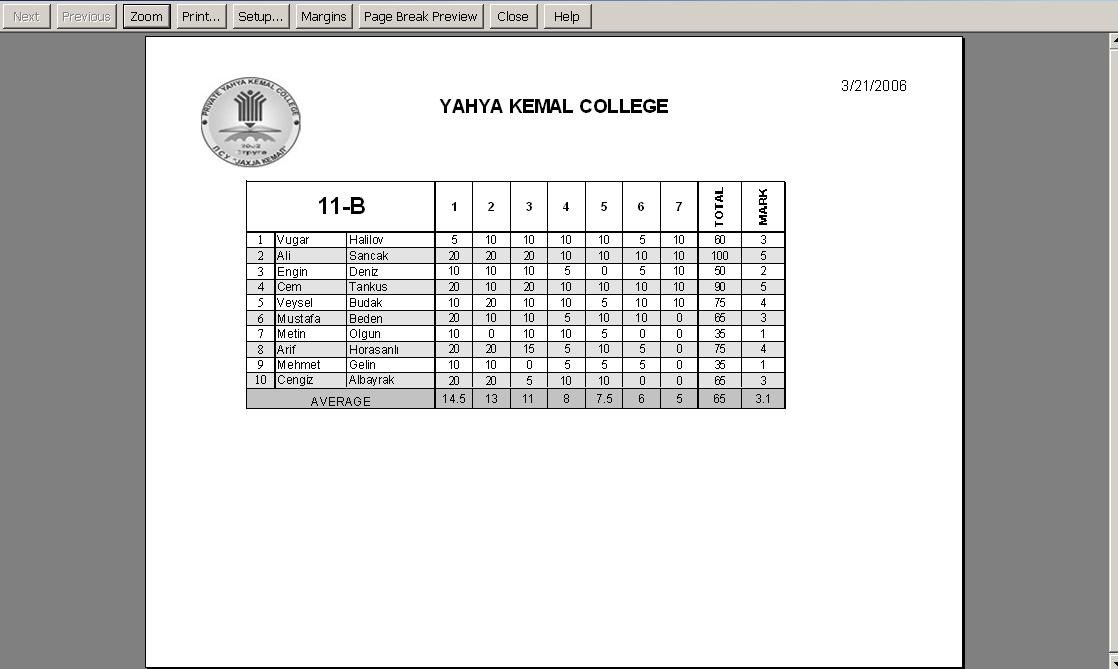 Next Previous Zoom Print... Setup... Margins Page Break Preview Close Help
3/21/2006
PRIVATE YAHYA KEMAL COLLEGE
2002
Струга
П С У "JAXJA KEMAЛ"
YAHYA KEMAL COLLEGE
11-B 1 2 3 4 5 6 7 TOTAL MARK
1 Vugar Halilov 5 10 10 10 10 5 10 60 3
2 Ali Sancak 20 20 20 10 10 10 10 100 5
3 Engin Deniz 10 10 10 5 0 5 10 50 2
4 Cem Tankus 20 10 20 10 10 10 10 90 5
5 Veysel Budak 10 20 10 10 5 10 10 75 4
6 Mustafa Beden 20 10 10 5 10 10 0 65 3
7 Metin Olgun 10 0 10 10 5 0 0 35 1
8 Arif Horasanlı 20 20 15 5 10 5 0 75 4
9 Mehmet Gelin 10 10 0 5 5 5 0 35 1
10 Cengiz Albayrak 20 20 5 10 10 0 0 65 3
AVERAGE 14.5 13 11 8 7.5 6 5 65 3.1